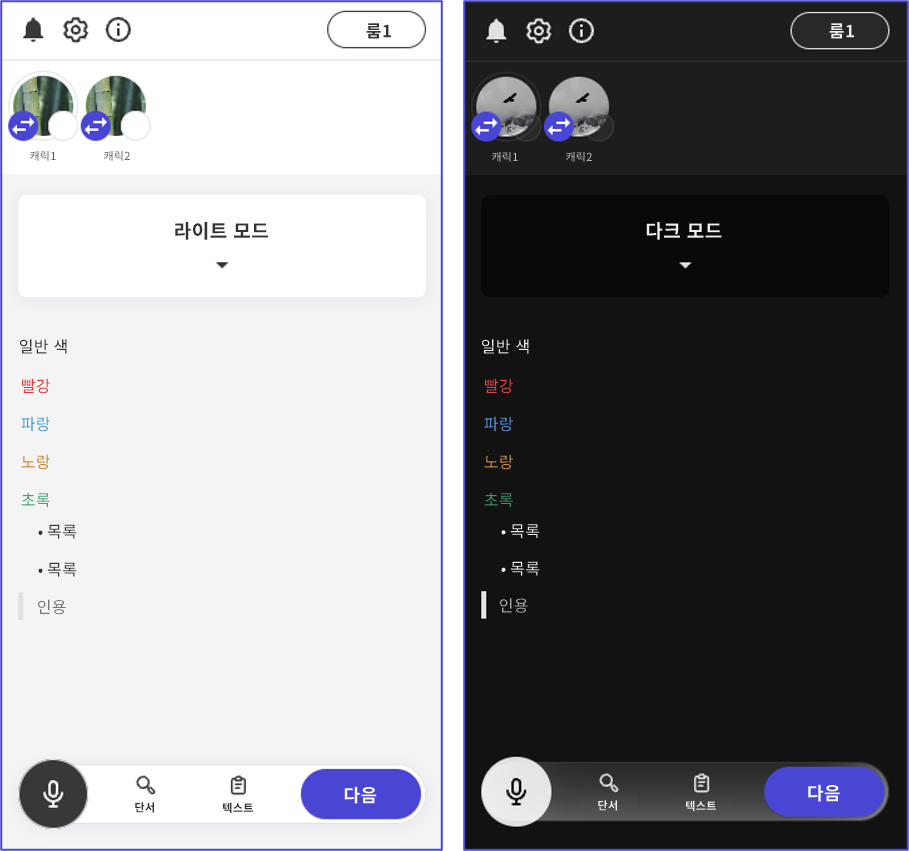 룸1
캐릭1 캐릭2
라이트 모드
일반 색
빨강
파랑
노랑
초록
• 목록
• 목록
인용
단서 텍스트 다음
룸1
캐릭1 캐릭2
다크 모드
일반 색
빨강
파랑
노랑
초록
• 목록
• 목록
인용
단서 텍스트 다음